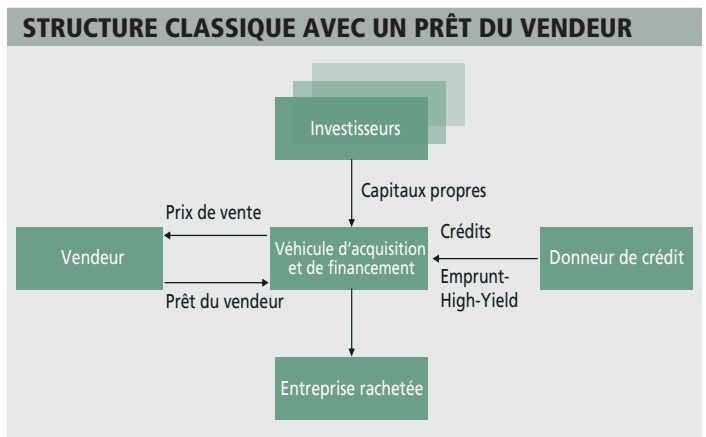 STRUCTURE CLASSIQUE AVEC UN PRÊT DU VENDEUR
Investisseurs
Capitaux propres
Prix de vente
Crédits
Vendeur
Véhicule d'acquisition
et de financement
Donneur de crédit
Prêt du vendeur
Emprunt-
High-Yield
Entreprise rachetée